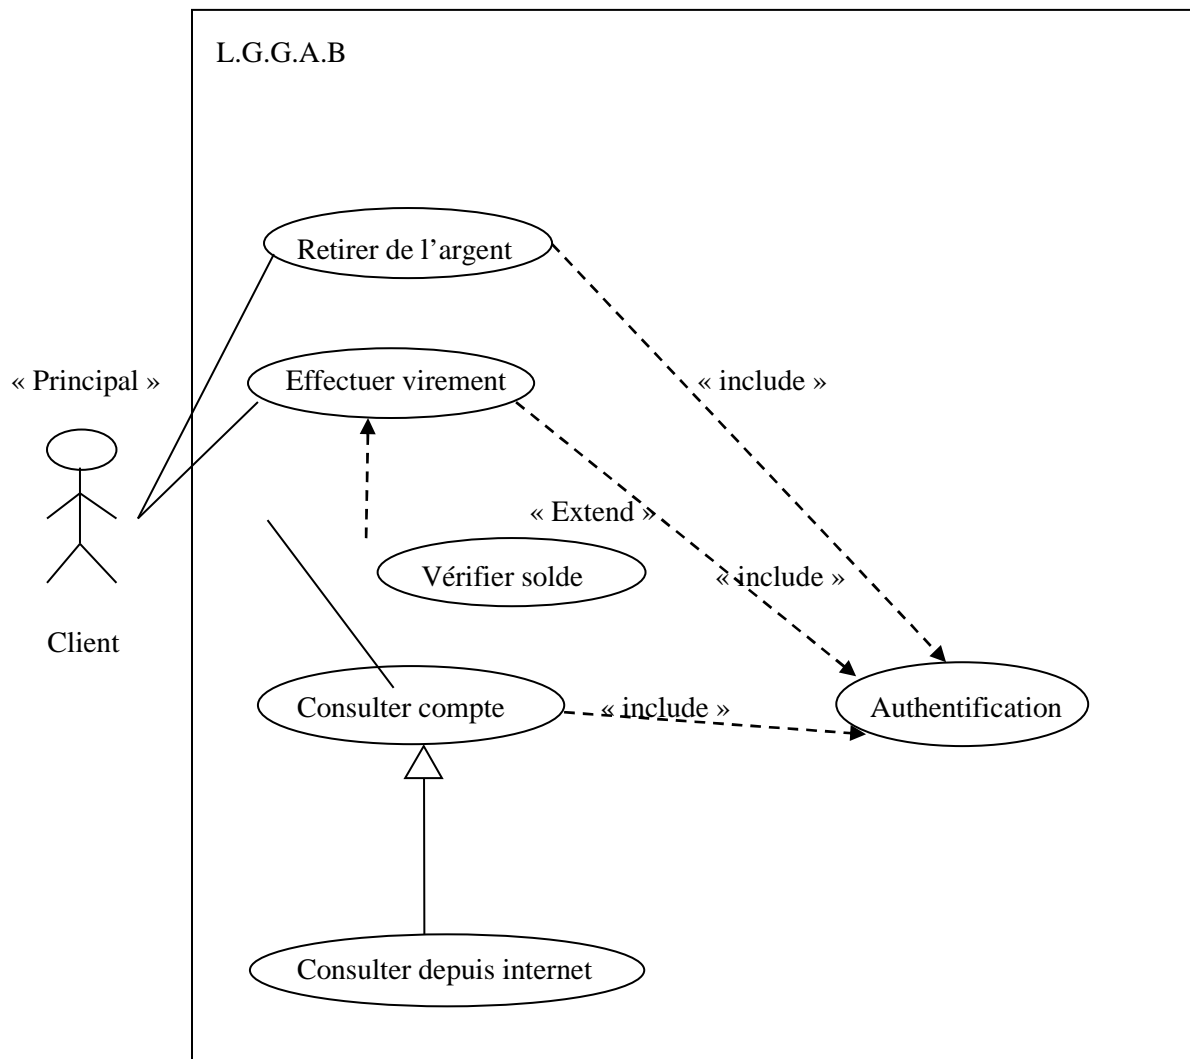 L.G.G.A.B
Retirer de l’argent
« Principal »
Effectuer virement
« include »
« Extend »
Vérifier solde
« include »
Client
Consulter compte
« include »
Authentification
Consulter depuis internet